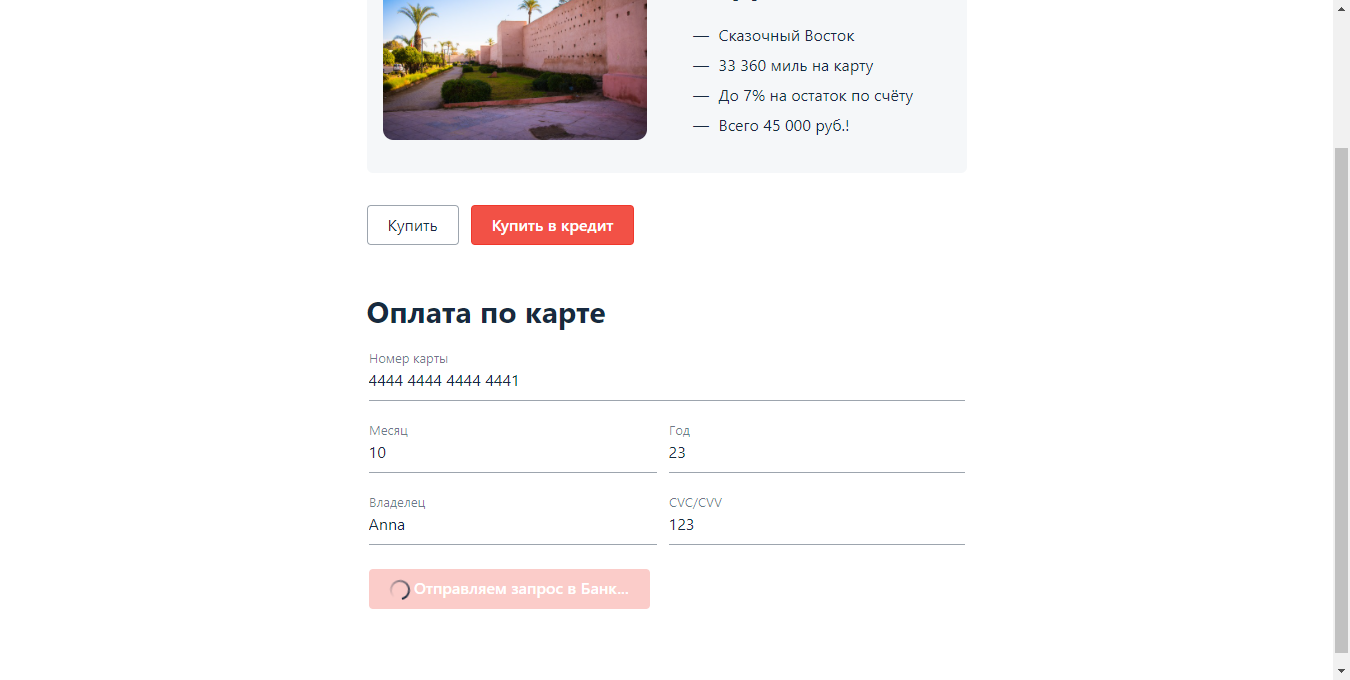 — Сказочный Восток
— 33 360 миль на карту
— До 7% на остаток по счёту
— Всего 45 000 руб.!
Купить Купить в кредит
Оплата по карте
Номер карты
4444 4444 4444 4441
Месяц Год
10 23
Владелец CVC/CVV
Anna 123
Отправляем запрос в Банк...